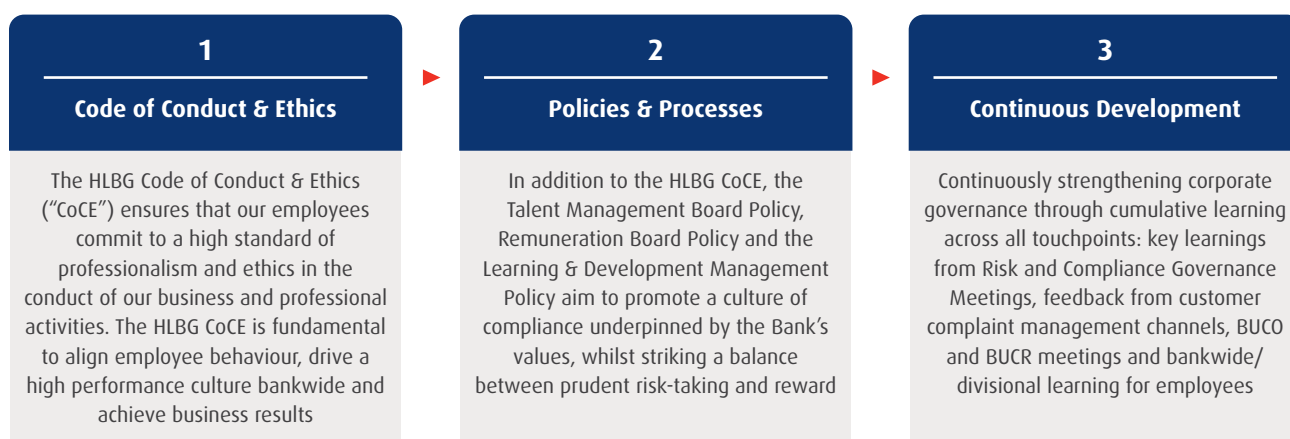 1
Code of Conduct & Ethics
The HLBG Code of Conduct & Ethics
(“CoCE”) ensures that our employees
commit to a high standard of
professionalism and ethics in the
conduct of our business and professional
activities. The HLBG CoCE is fundamental
to align employee behaviour, drive a
high performance culture bankwide and
achieve business results
2
Policies & Processes
In addition to the HLBG CoCE, the
Talent Management Board Policy,
Remuneration Board Policy and the
Learning & Development Management
Policy aim to promote a culture of
compliance underpinned by the Bank’s
values, whilst striking a balance
between prudent risk-taking and reward
3
Continuous Development
Continuously strengthening corporate
governance through cumulative learning
across all touchpoints: key learnings
from Risk and Compliance Governance
Meetings, feedback from customer
complaint management channels, BUCO
and BUCR meetings and bankwide/
divisional learning for employees